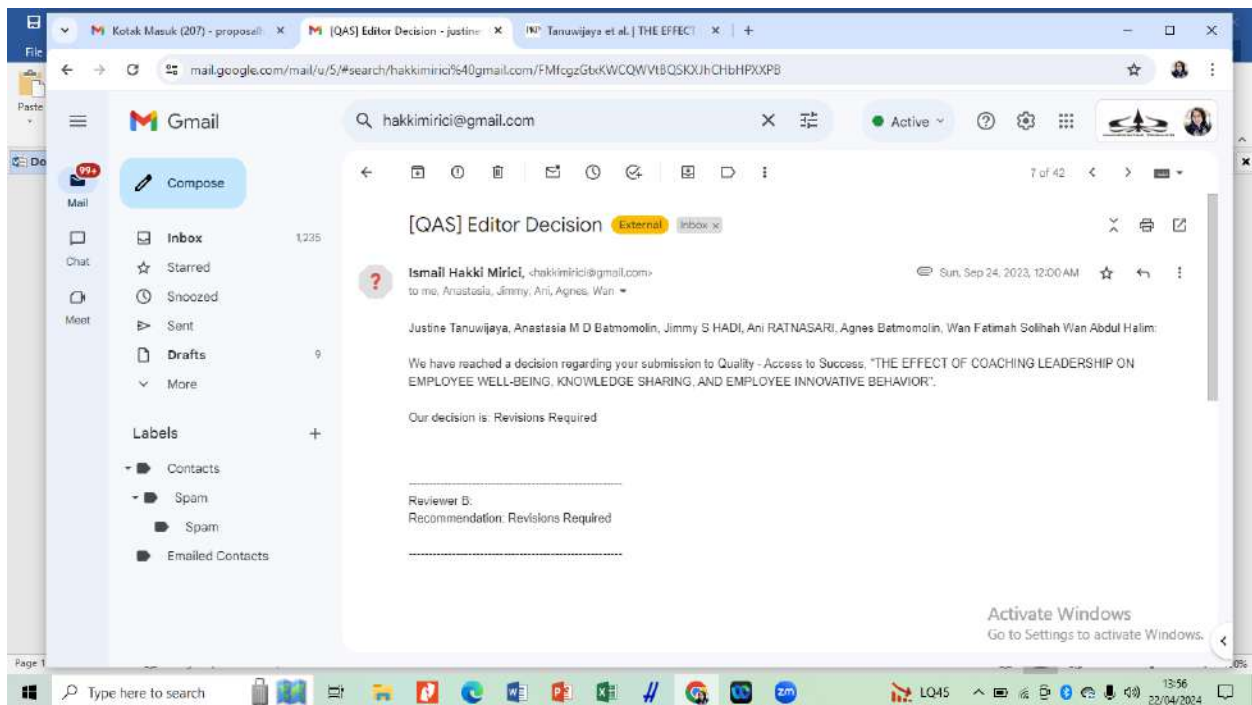 File
Paste
Do
Page 1
Kotak Masuk (207) - proposalt
[QAS] Editor Decision - justine
Tanuwijaya et al. | THE EFFECT
mail.google.com/mail/u/5/#search/hakkimirici%40gmail.com/FMfcgzGtxKWCQWVtBQSKXJhCHbHPXXPB
Gmail
hakkimirici@gmail.com
Active
99+
Mail
Chat
Meet
Compose
Inbox 1,235
Starred
Snoozed
Sent
Drafts 9
More
Labels
Contacts
Spam
Spam
Emailed Contacts
7 of 42
[QAS] Editor Decision External Inbox x
Ismail Hakki Mirici, <hakkimirici@gmail.com> Sun, Sep 24, 2023, 12:00 AM
to me, Anastasia, Jimmy, Ani, Agnes, Wan
Justine Tanuwijaya, Anastasia M D Batmomolin, Jimmy S HADI, Ani RATNASARI, Agnes Batmomolin, Wan Fatimah Solihah Wan Abdul Halim:
We have reached a decision regarding your submission to Quality - Access to Success, "THE EFFECT OF COACHING LEADERSHIP ON
EMPLOYEE WELL-BEING, KNOWLEDGE SHARING, AND EMPLOYEE INNOVATIVE BEHAVIOR".
Our decision is: Revisions Required
------------------------------------------------------
Reviewer B:
Recommendation: Revisions Required
------------------------------------------------------
Activate Windows
Go to Settings to activate Windows.
Type here to search
LQ45
13:56
22/04/2024